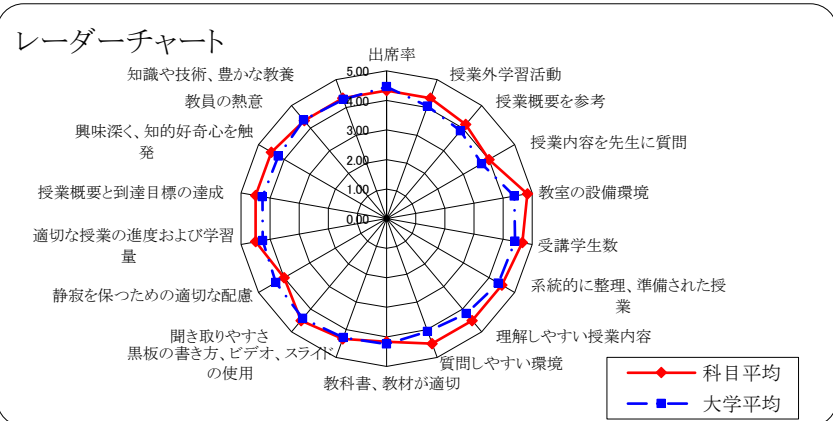 レーダーチャート
出席率
授業外学習活動
授業概要を参考
授業内容を先生に質問
教室の設備環境
受講学生数
系統的に整理、準備された授
業
理解しやすい授業内容
質問しやすい環境
教科書、教材が適切
黒板の書き方、ビデオ、スライド
の使用
聞き取りやすさ
静寂を保つための適切な配慮
適切な授業の進度および学習
量
授業概要と到達目標の達成
興味深く、知的好奇心を触
発
教員の熱意
知識や技術、豊かな教養
5.00
4.00
3.00
2.00
1.00
0.00
科目平均
大学平均